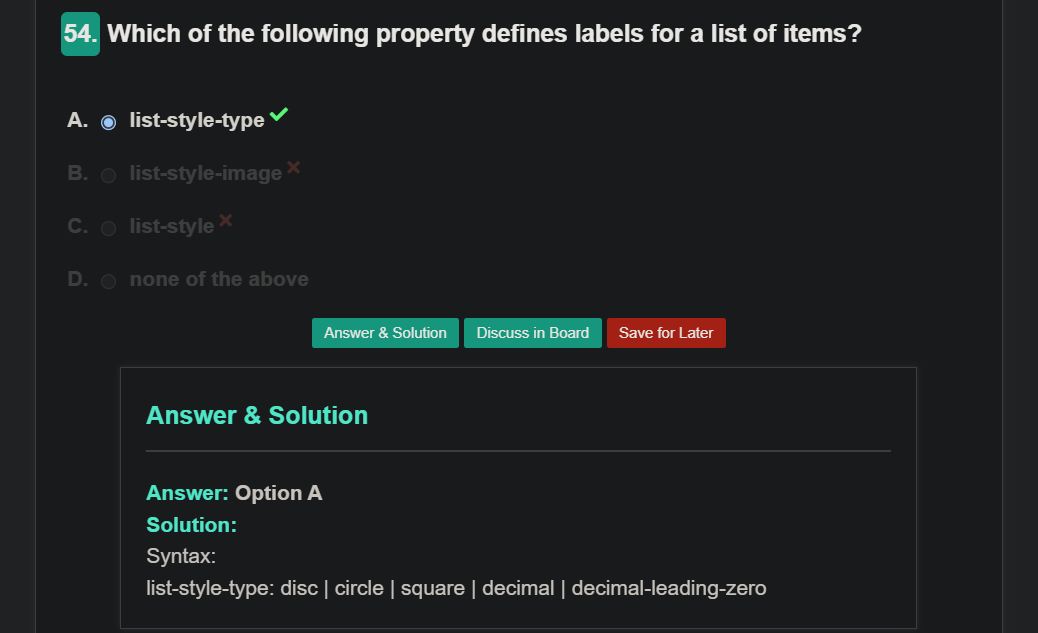 54. Which of the following property defines labels for a list of items?
A. list-style-type
B. list-style-image
C. list-style
D. none of the above
Answer & Solution Discuss in Board Save for Later
Answer & Solution
Answer: Option A
Solution:
Syntax:
list-style-type: disc | circle | square | decimal | decimal-leading-zero